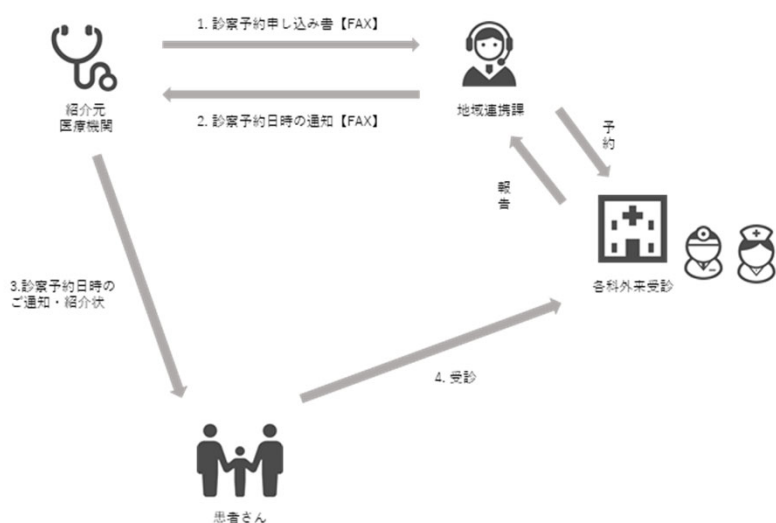 1. 診察予約申し込み書【FAX】
紹介元
医療機関
地域連携課
2. 診察予約日時の通知【FAX】
予
約
報
告
各科外来受診
3.診察予約日時の
ご通知・紹介状
4. 受診
患者さん